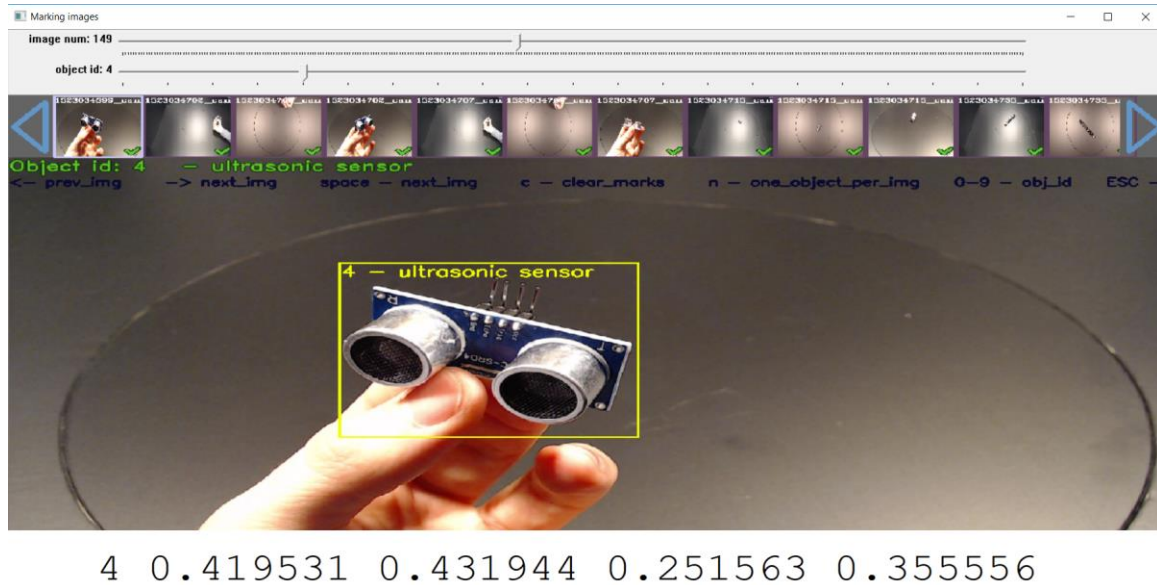 Marking images
image num: 149
object id: 4
Object id: 4 - ultrasonic sensor
<- prev_img -> next_img space - next_img c - clear_marks n - one_object_per_img 0-9 - obj_id ESC -
4 - ultrasonic sensor
R T
4 0.419531 0.431944 0.251563 0.355556